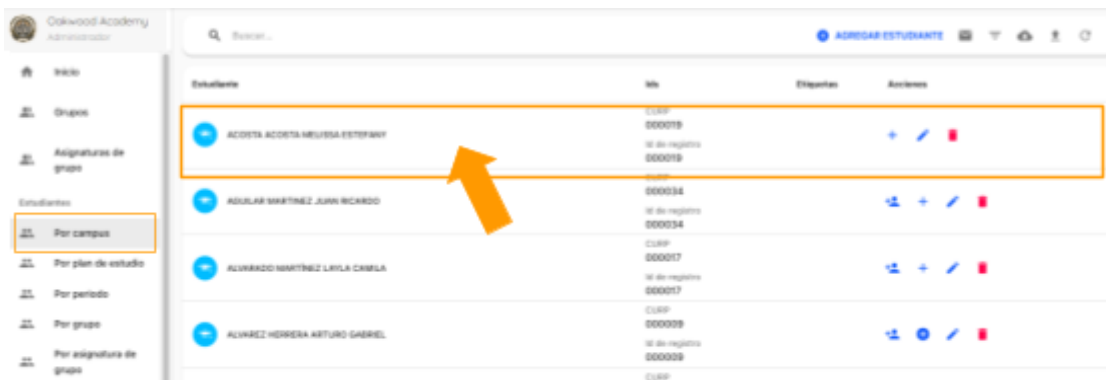 Oakwood Academy
Administrador
Buscar...
AGREGAR ESTUDIANTE
Inicio
Grupos
Asignaturas de
grupo
Estudiantes
Por campus
Por plan de estudio
Por periodo
Por grupo
Por asignatura de
grupo
Estudiante
Ids
Etiquetas
Acciones
ACOSTA ACOSTA MELISSA ESTEFANY
CURP
000019
Id de registro
000019
AGUILAR MARTINEZ JUAN RICARDO
CURP
000034
Id de registro
000034
ALVARADO MARTÍNEZ LAYLA CAMILA
CURP
000017
Id de registro
000017
ALVAREZ HERRERA ARTURO GABRIEL
CURP
000009
Id de registro
000009
CURP